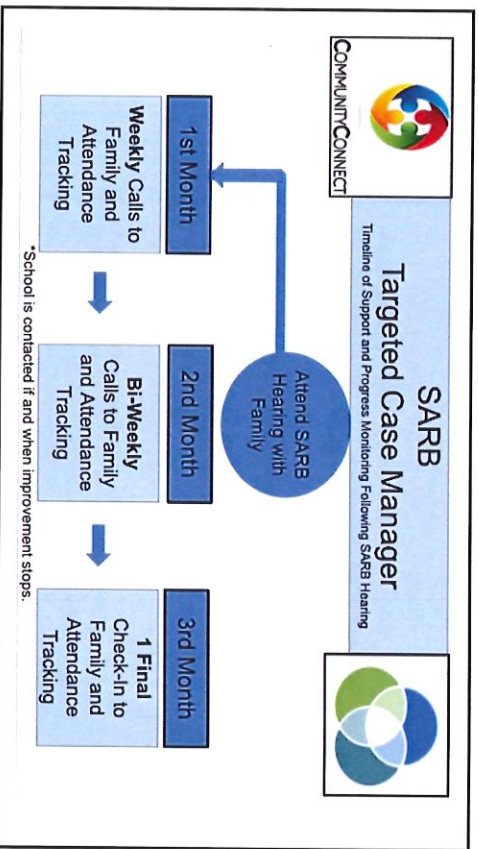 COMMUNITYCONNECT
SARB
Targeted Case Manager
Timeline of Support and Progress Monitoring Following SARB Hearing
Attend SARB
Hearing with
Family
1st Month
Weekly Calls to
Family and
Attendance
Tracking
2nd Month
Bi-Weekly
Calls to Family
and Attendance
Tracking
3rd Month
1 Final
Check-In to
Family and
Attendance
Tracking
*School is contacted if and when improvement stops.